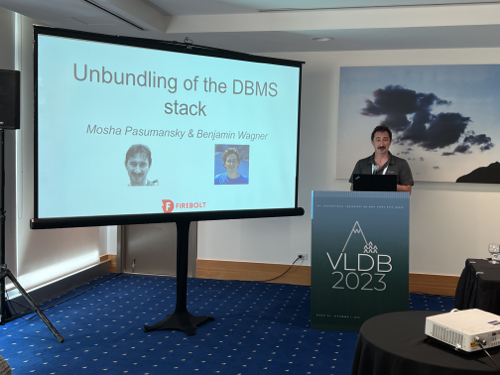 Unbundling of the DBMS
stack
Mosha Pasumansky & Benjamin Wagner
FIREBOLT
VLDB
2023